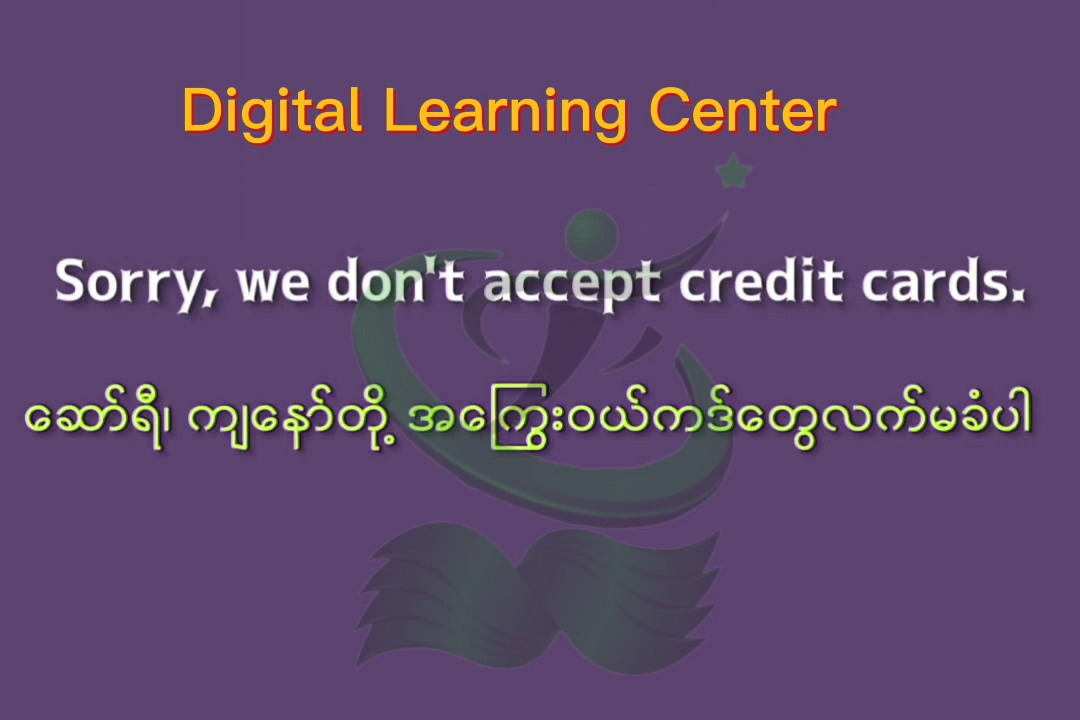 Digital Learning Center
Sorry, we don't accept credit cards.
ဆော်ရီ၊ ကျနော်တို့ အကြွေးဝယ်ကဒ်တွေလက်မခံပါ